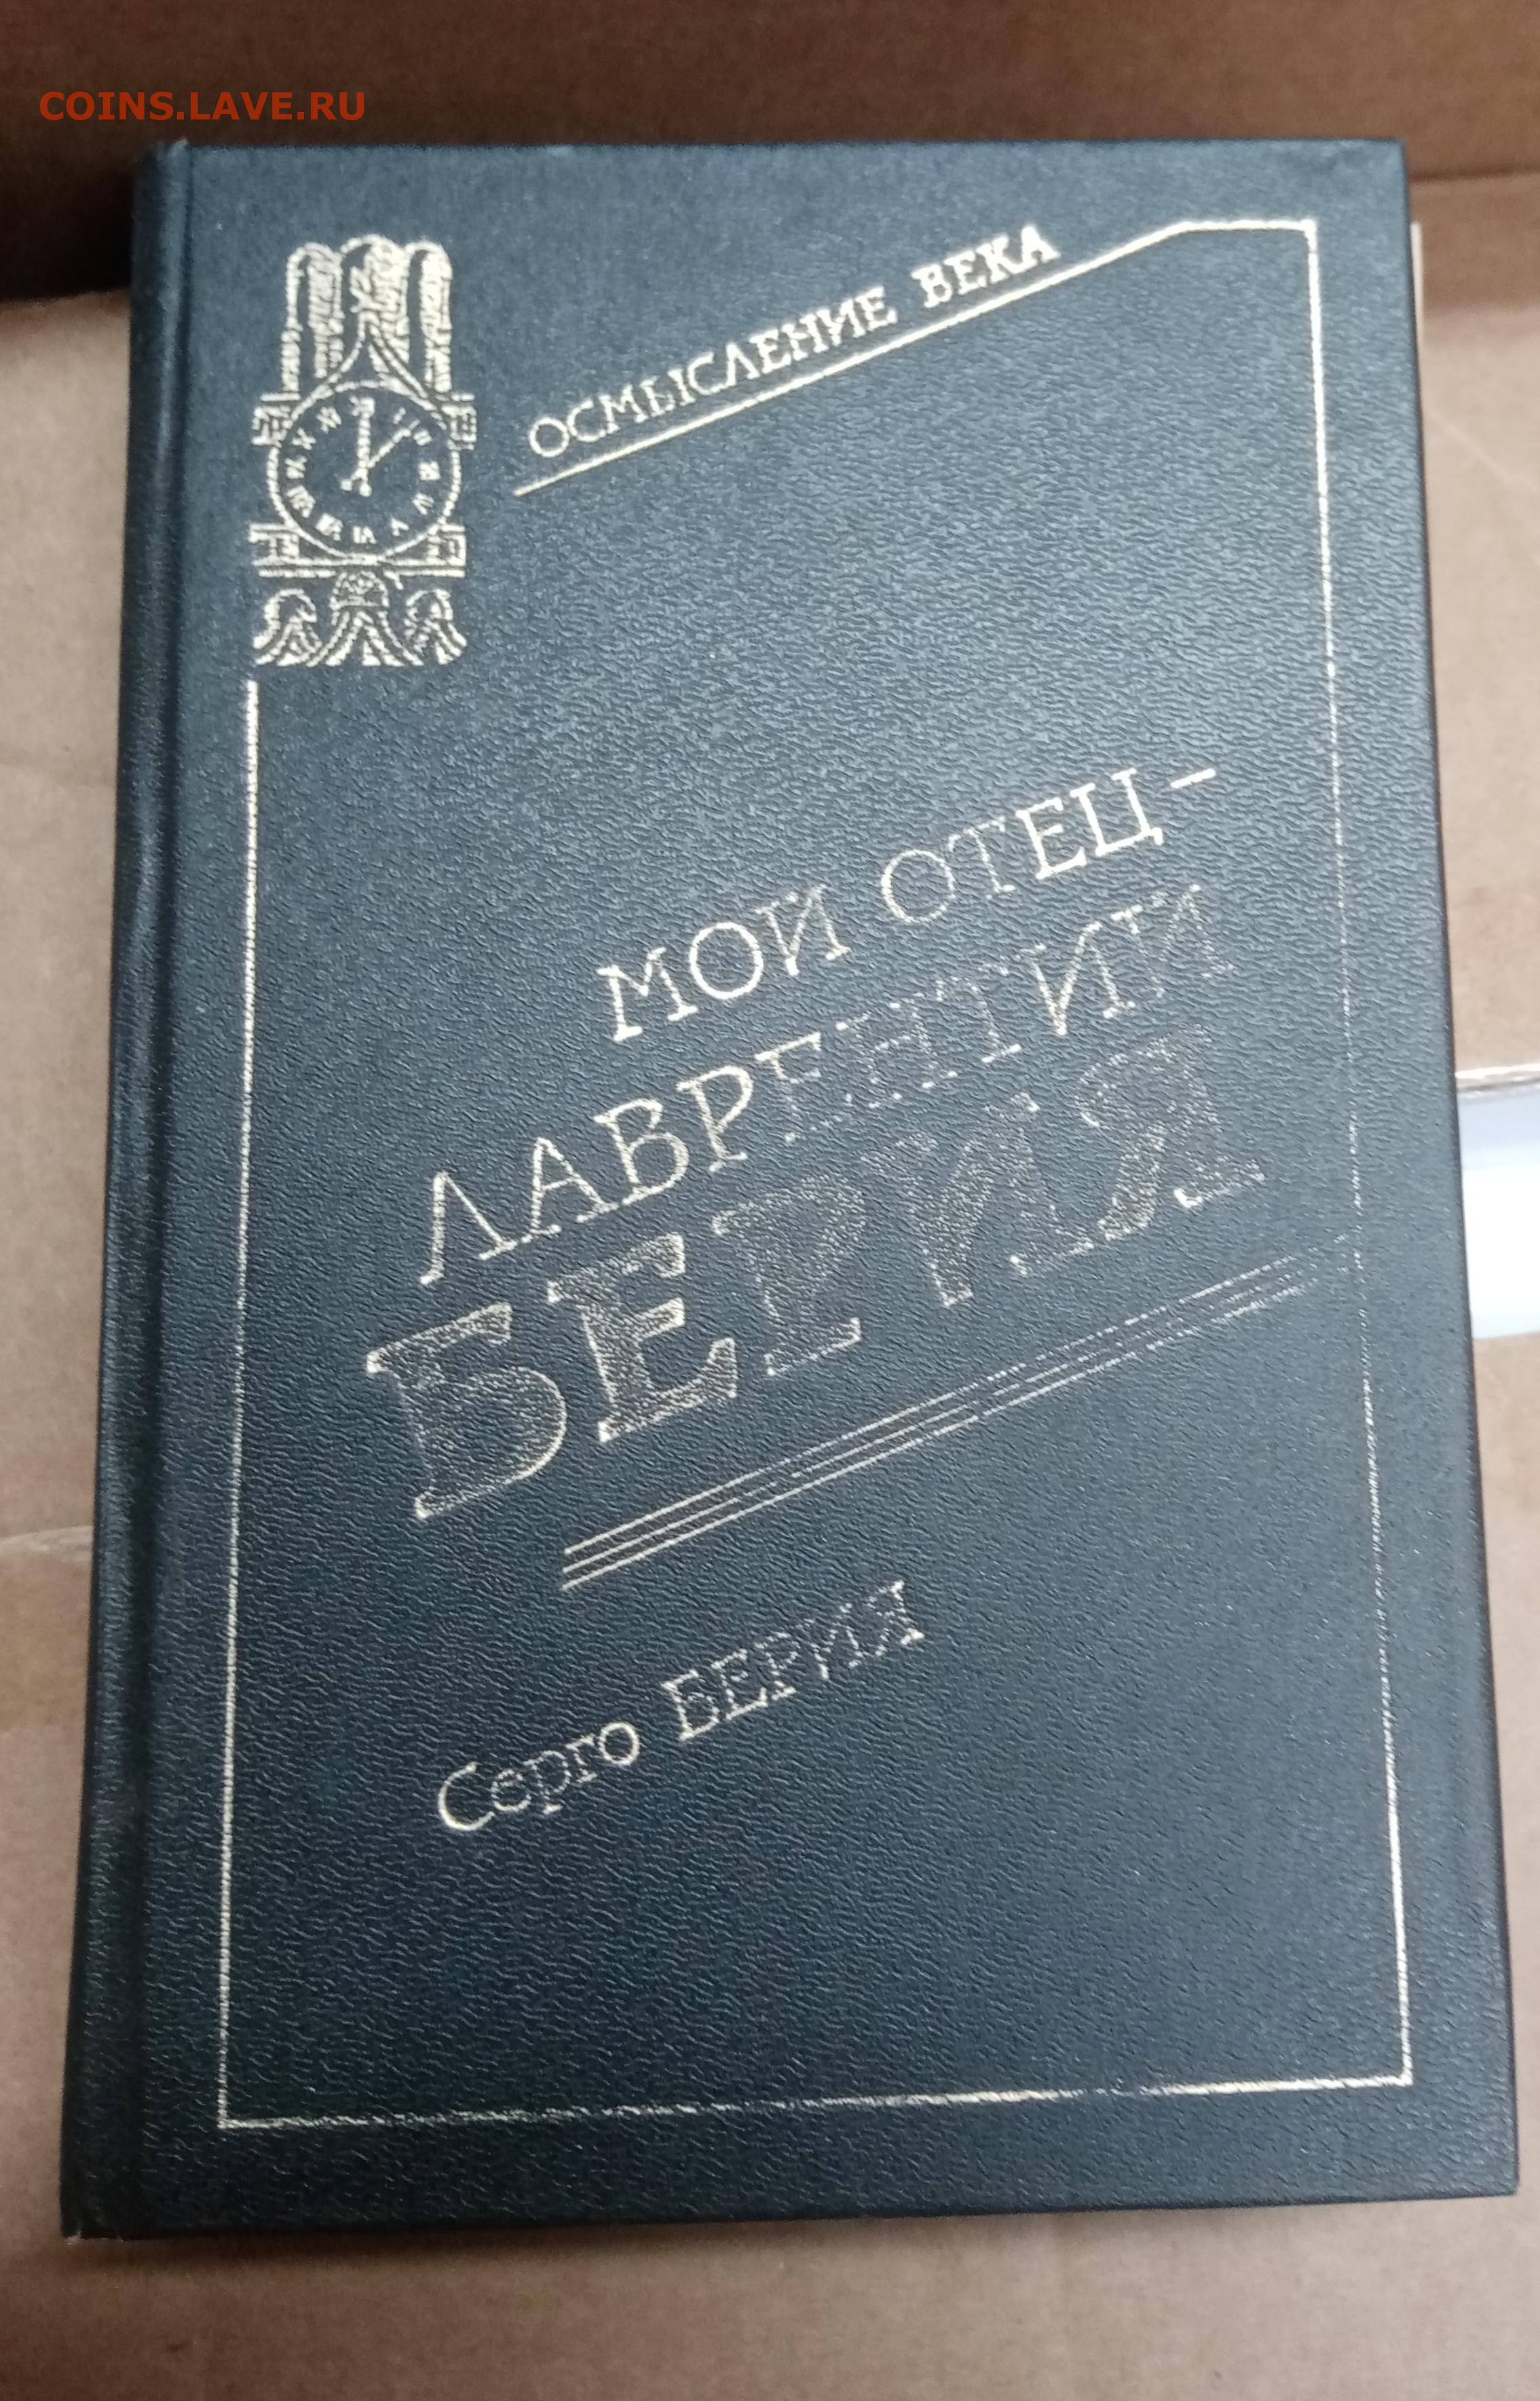 COINS.LAVE.RU
ОСМЫСЛЕНИЕ ВЕКА
МОЙ ОТЕЦ –
ЛАВРЕНТИЙ
БЕРИЯ
Серго БЕРИЯ